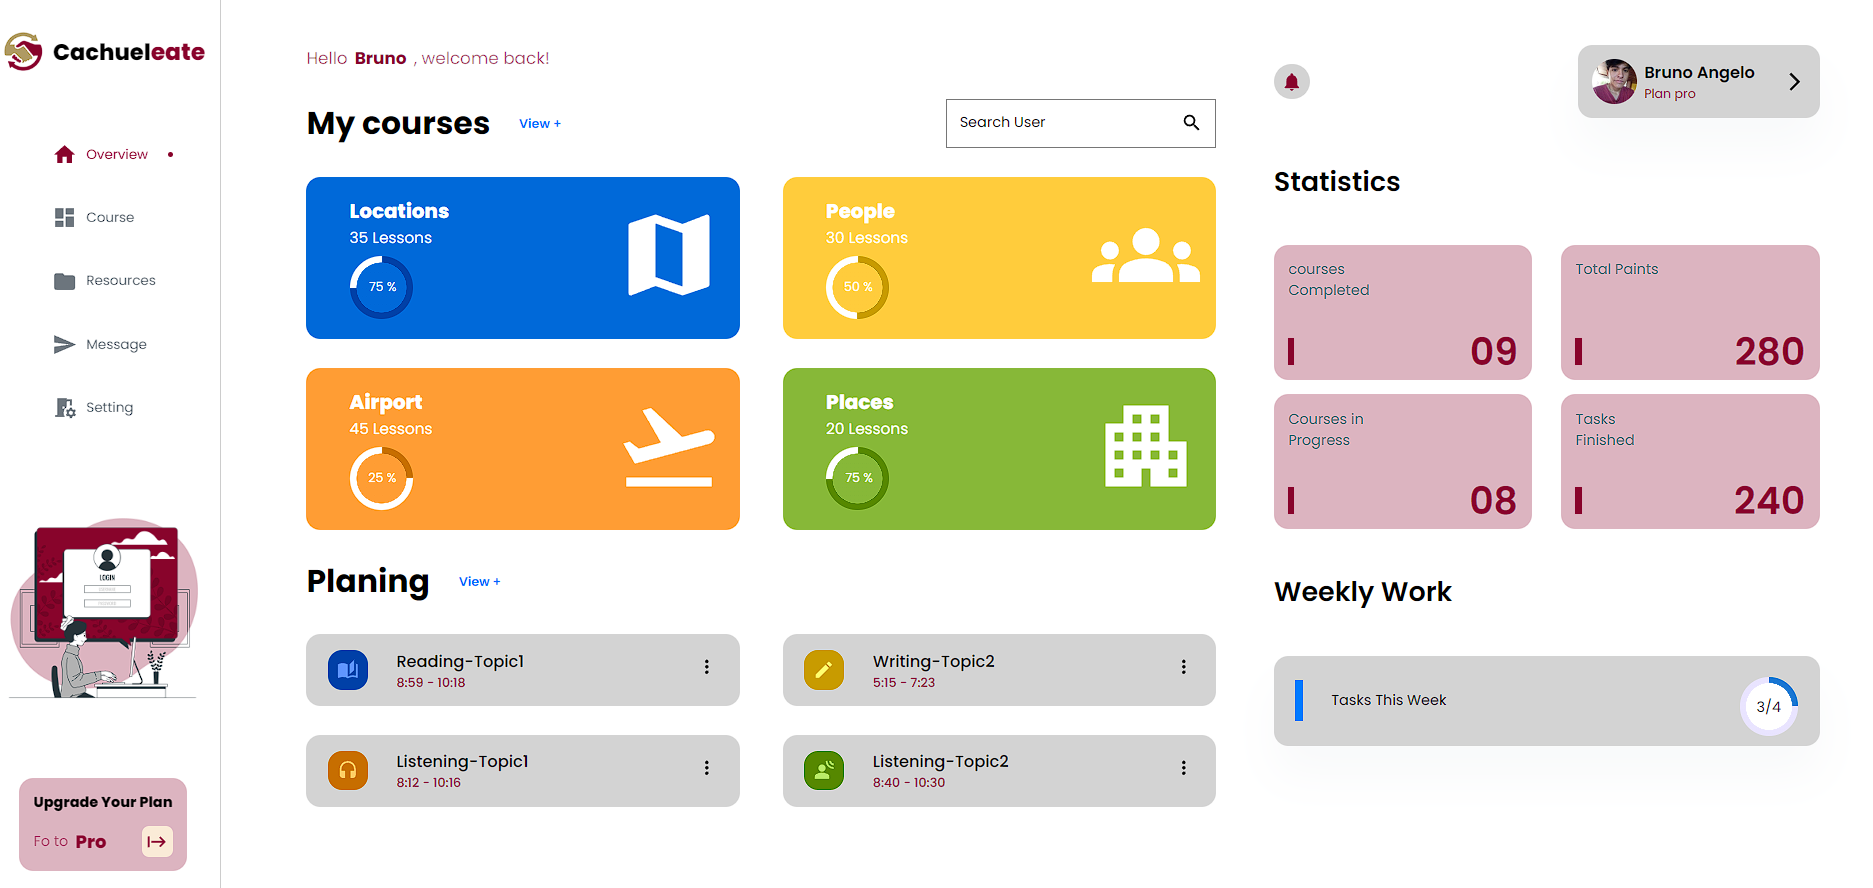 Cachueleate
Overview
Course
Resources
Message
Setting
LOGIN
Upgrade Your Plan
Fo to Pro
Hello Bruno , welcome back!
My courses View +
Search User
Locations
35 Lessons
75 %
People
30 Lessons
50 %
Airport
45 Lessons
25 %
Places
20 Lessons
75 %
Planing View +
Reading-Topic1
8:59 - 10:18
Writing-Topic2
5:15 - 7:23
Listening-Topic1
8:12 - 10:16
Listening-Topic2
8:40 - 10:30
Bruno Angelo
Plan pro
Statistics
courses
Completed
09
Total Paints
280
Courses in
Progress
08
Tasks
Finished
240
Weekly Work
Tasks This Week
3/4